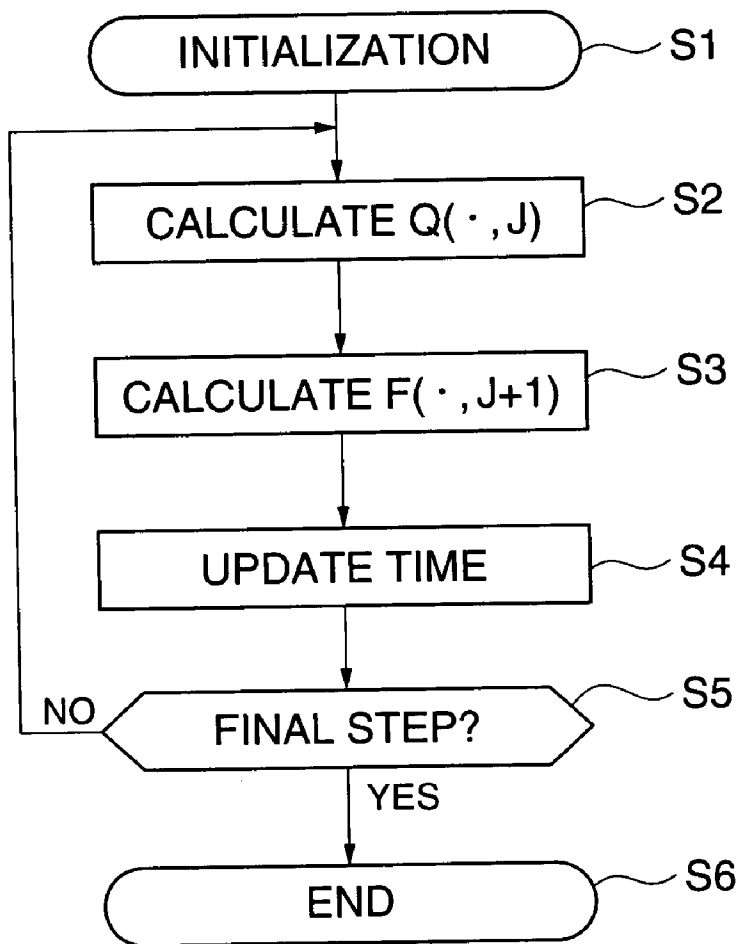 INITIALIZATION S1
CALCULATE Q( · , J) S2
CALCULATE F( · , J+1) S3
UPDATE TIME S4
FINAL STEP? S5
NO
YES
END S6